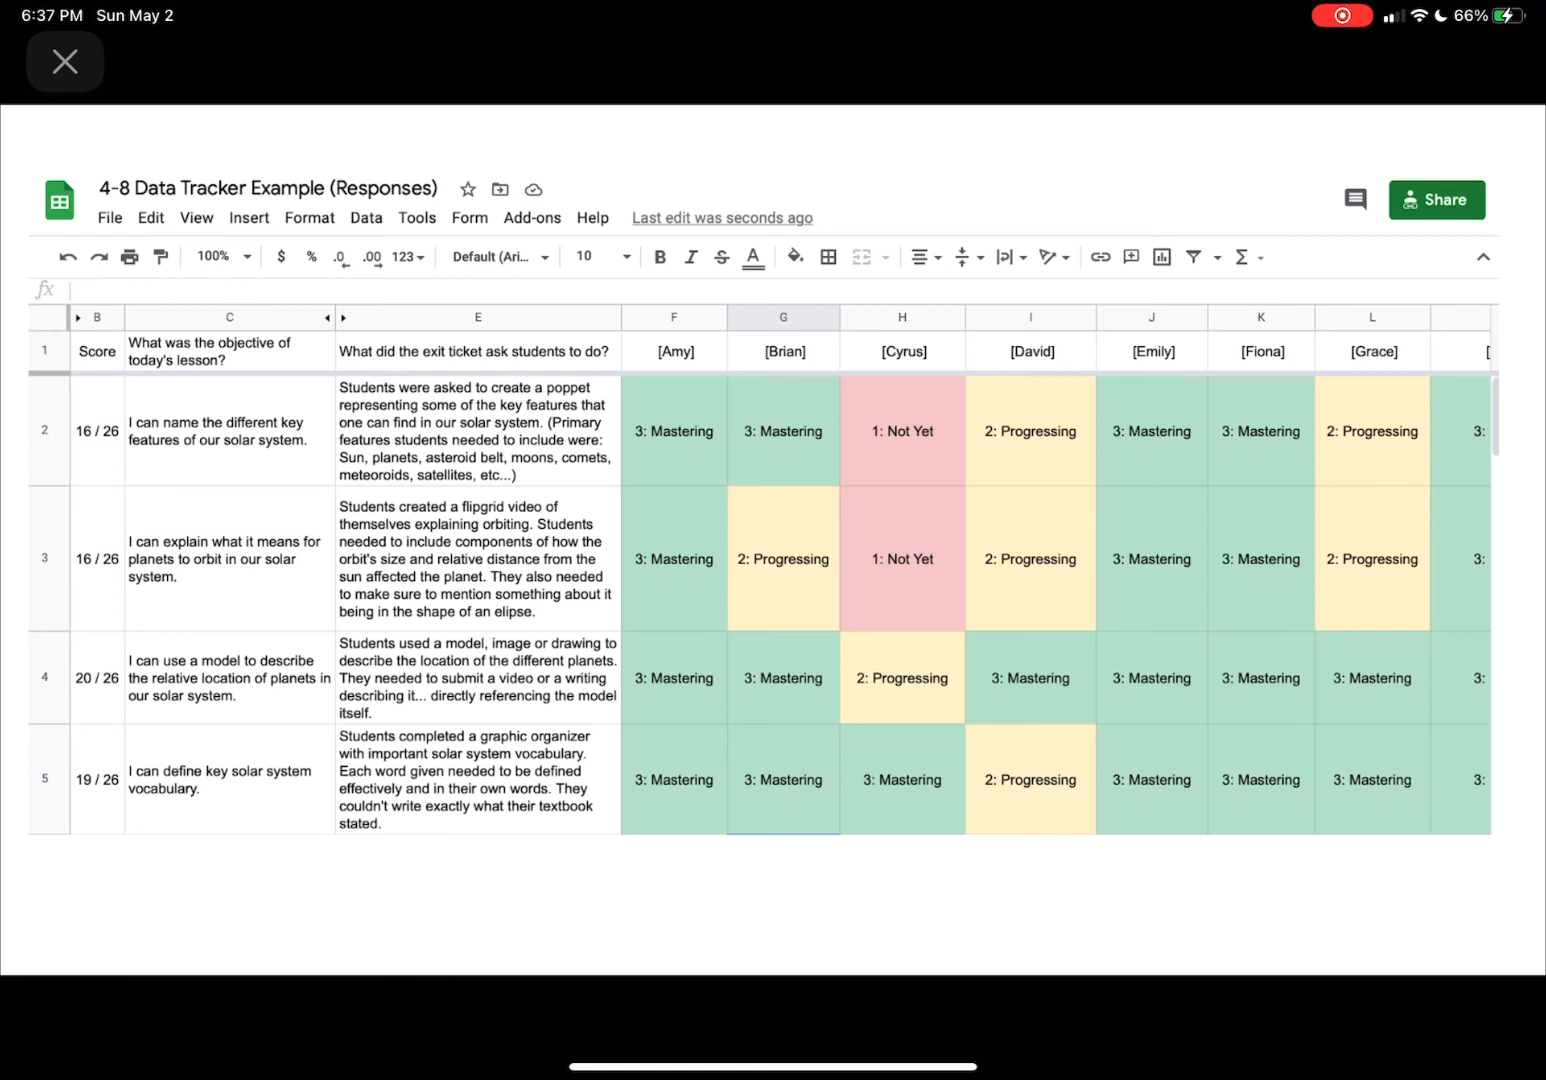 6:37 PM Sun May 2
66%
4-8 Data Tracker Example (Responses)
Share
File Edit View Insert Format Data Tools Form Add-ons Help Last edit was seconds ago
100% $ % .0 .00 123 Default (Ari... 10 B I S A
fx
B C E F G H I J K L
1 Score What was the objective of
today's lesson?
What did the exit ticket ask students to do?
[Amy] [Brian] [Cyrus] [David] [Emily] [Fiona] [Grace] [
2 16 / 26
I can name the different key
features of our solar system.
Students were asked to create a poppet
representing some of the key features that
one can find in our solar system. (Primary
features students needed to include were:
Sun, planets, asteroid belt, moons, comets,
meteoroids, satellites, etc...)
3: Mastering 3: Mastering 1: Not Yet 2: Progressing 3: Mastering 3: Mastering 2: Progressing 3:
3 16 / 26
I can explain what it means for
planets to orbit in our solar
system.
Students created a flipgrid video of
themselves explaining orbiting. Students
needed to include components of how the
orbit's size and relative distance from the
sun affected the planet. They also needed
to make sure to mention something about it
being in the shape of an elipse.
3: Mastering 2: Progressing 1: Not Yet 2: Progressing 3: Mastering 3: Mastering 2: Progressing 3:
4 20 / 26
I can use a model to describe
the relative location of planets in
our solar system.
Students used a model, image or drawing to
describe the location of the different planets.
They needed to submit a video or a writing
describing it... directly referencing the model
itself.
3: Mastering 3: Mastering 2: Progressing 3: Mastering 3: Mastering 3: Mastering 3: Mastering 3:
5 19 / 26
I can define key solar system
vocabulary.
Students completed a graphic organizer
with important solar system vocabulary.
Each word given needed to be defined
effectively and in their own words. They
couldn't write exactly what their textbook
stated.
3: Mastering 3: Mastering 3: Mastering 2: Progressing 3: Mastering 3: Mastering 3: Mastering 3: